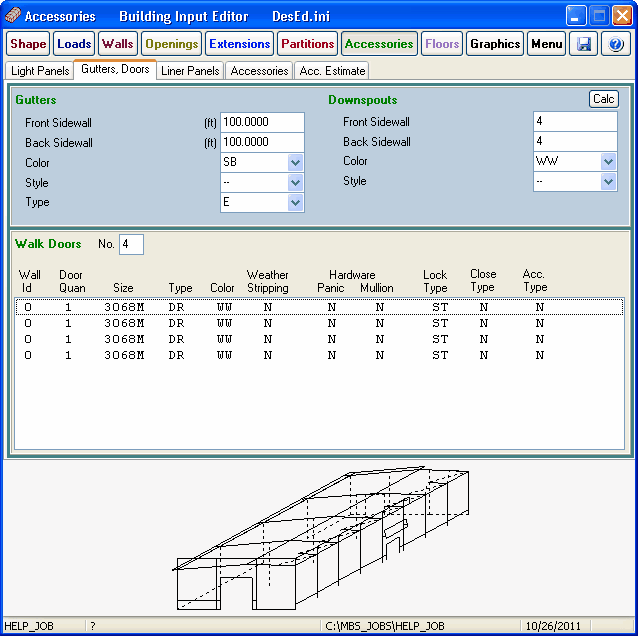 Accessories Building Input Editor DesEd.ini
Shape Loads Walls Openings Extensions Partitions Accessories Floors Graphics Menu
Light Panels Gutters, Doors Liner Panels Accessories Acc. Estimate
Gutters Downspouts Calc
Front Sidewall (ft) 100.0000 Front Sidewall 4
Back Sidewall (ft) 100.0000 Back Sidewall 4
Color SB Color WW
Style -- Style --
Type E
Walk Doors No. 4
Wall Door Weather Hardware Lock Close Acc.
Id Quan Size Type Color Stripping Panic Mullion Type Type Type
0 1 3068M DR WW N N N ST N N
0 1 3068M DR WW N N N ST N N
0 1 3068M DR WW N N N ST N N
0 1 3068M DR WW N N N ST N N
HELP_JOB ? C:\MBS_JOBS\HELP_JOB 10/26/2011